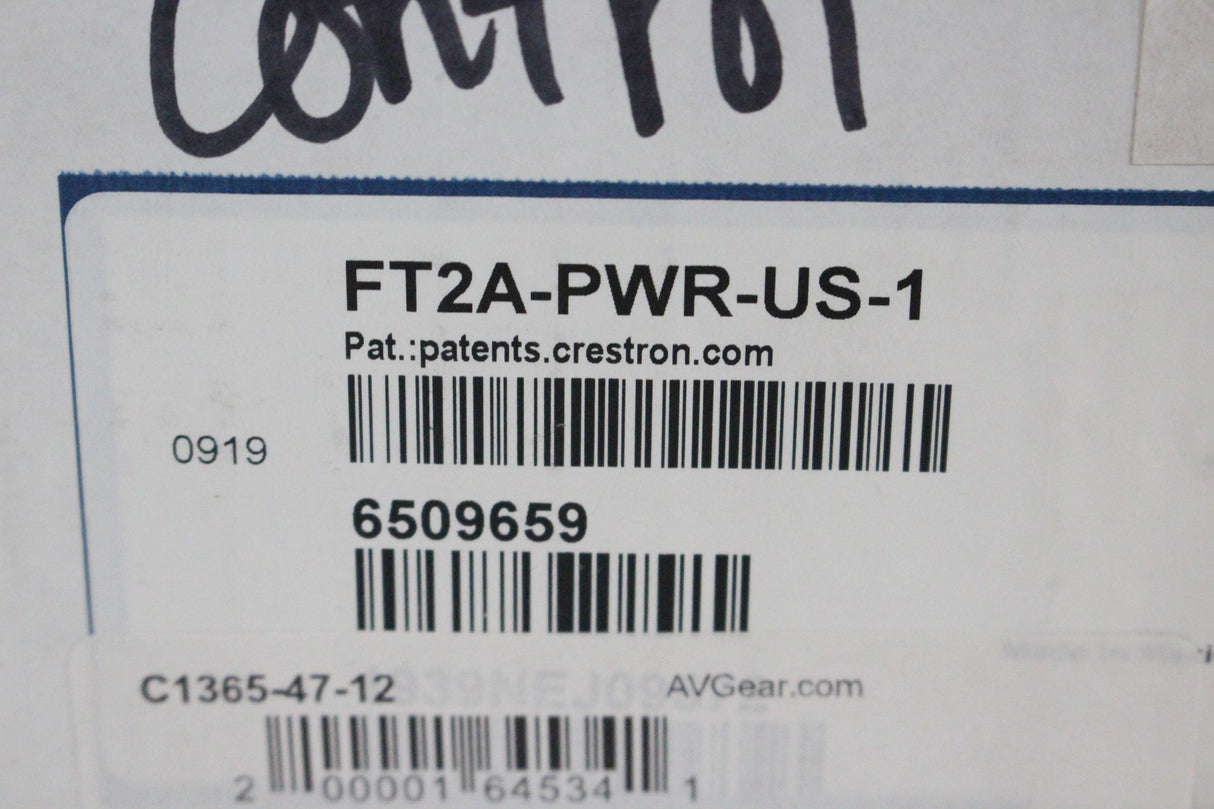 Control
FT2A-PWR-US-1
Pat.:patents.crestron.com
0919
6509659
C1365-47-12
AVGear.com
2 00001 64534 1